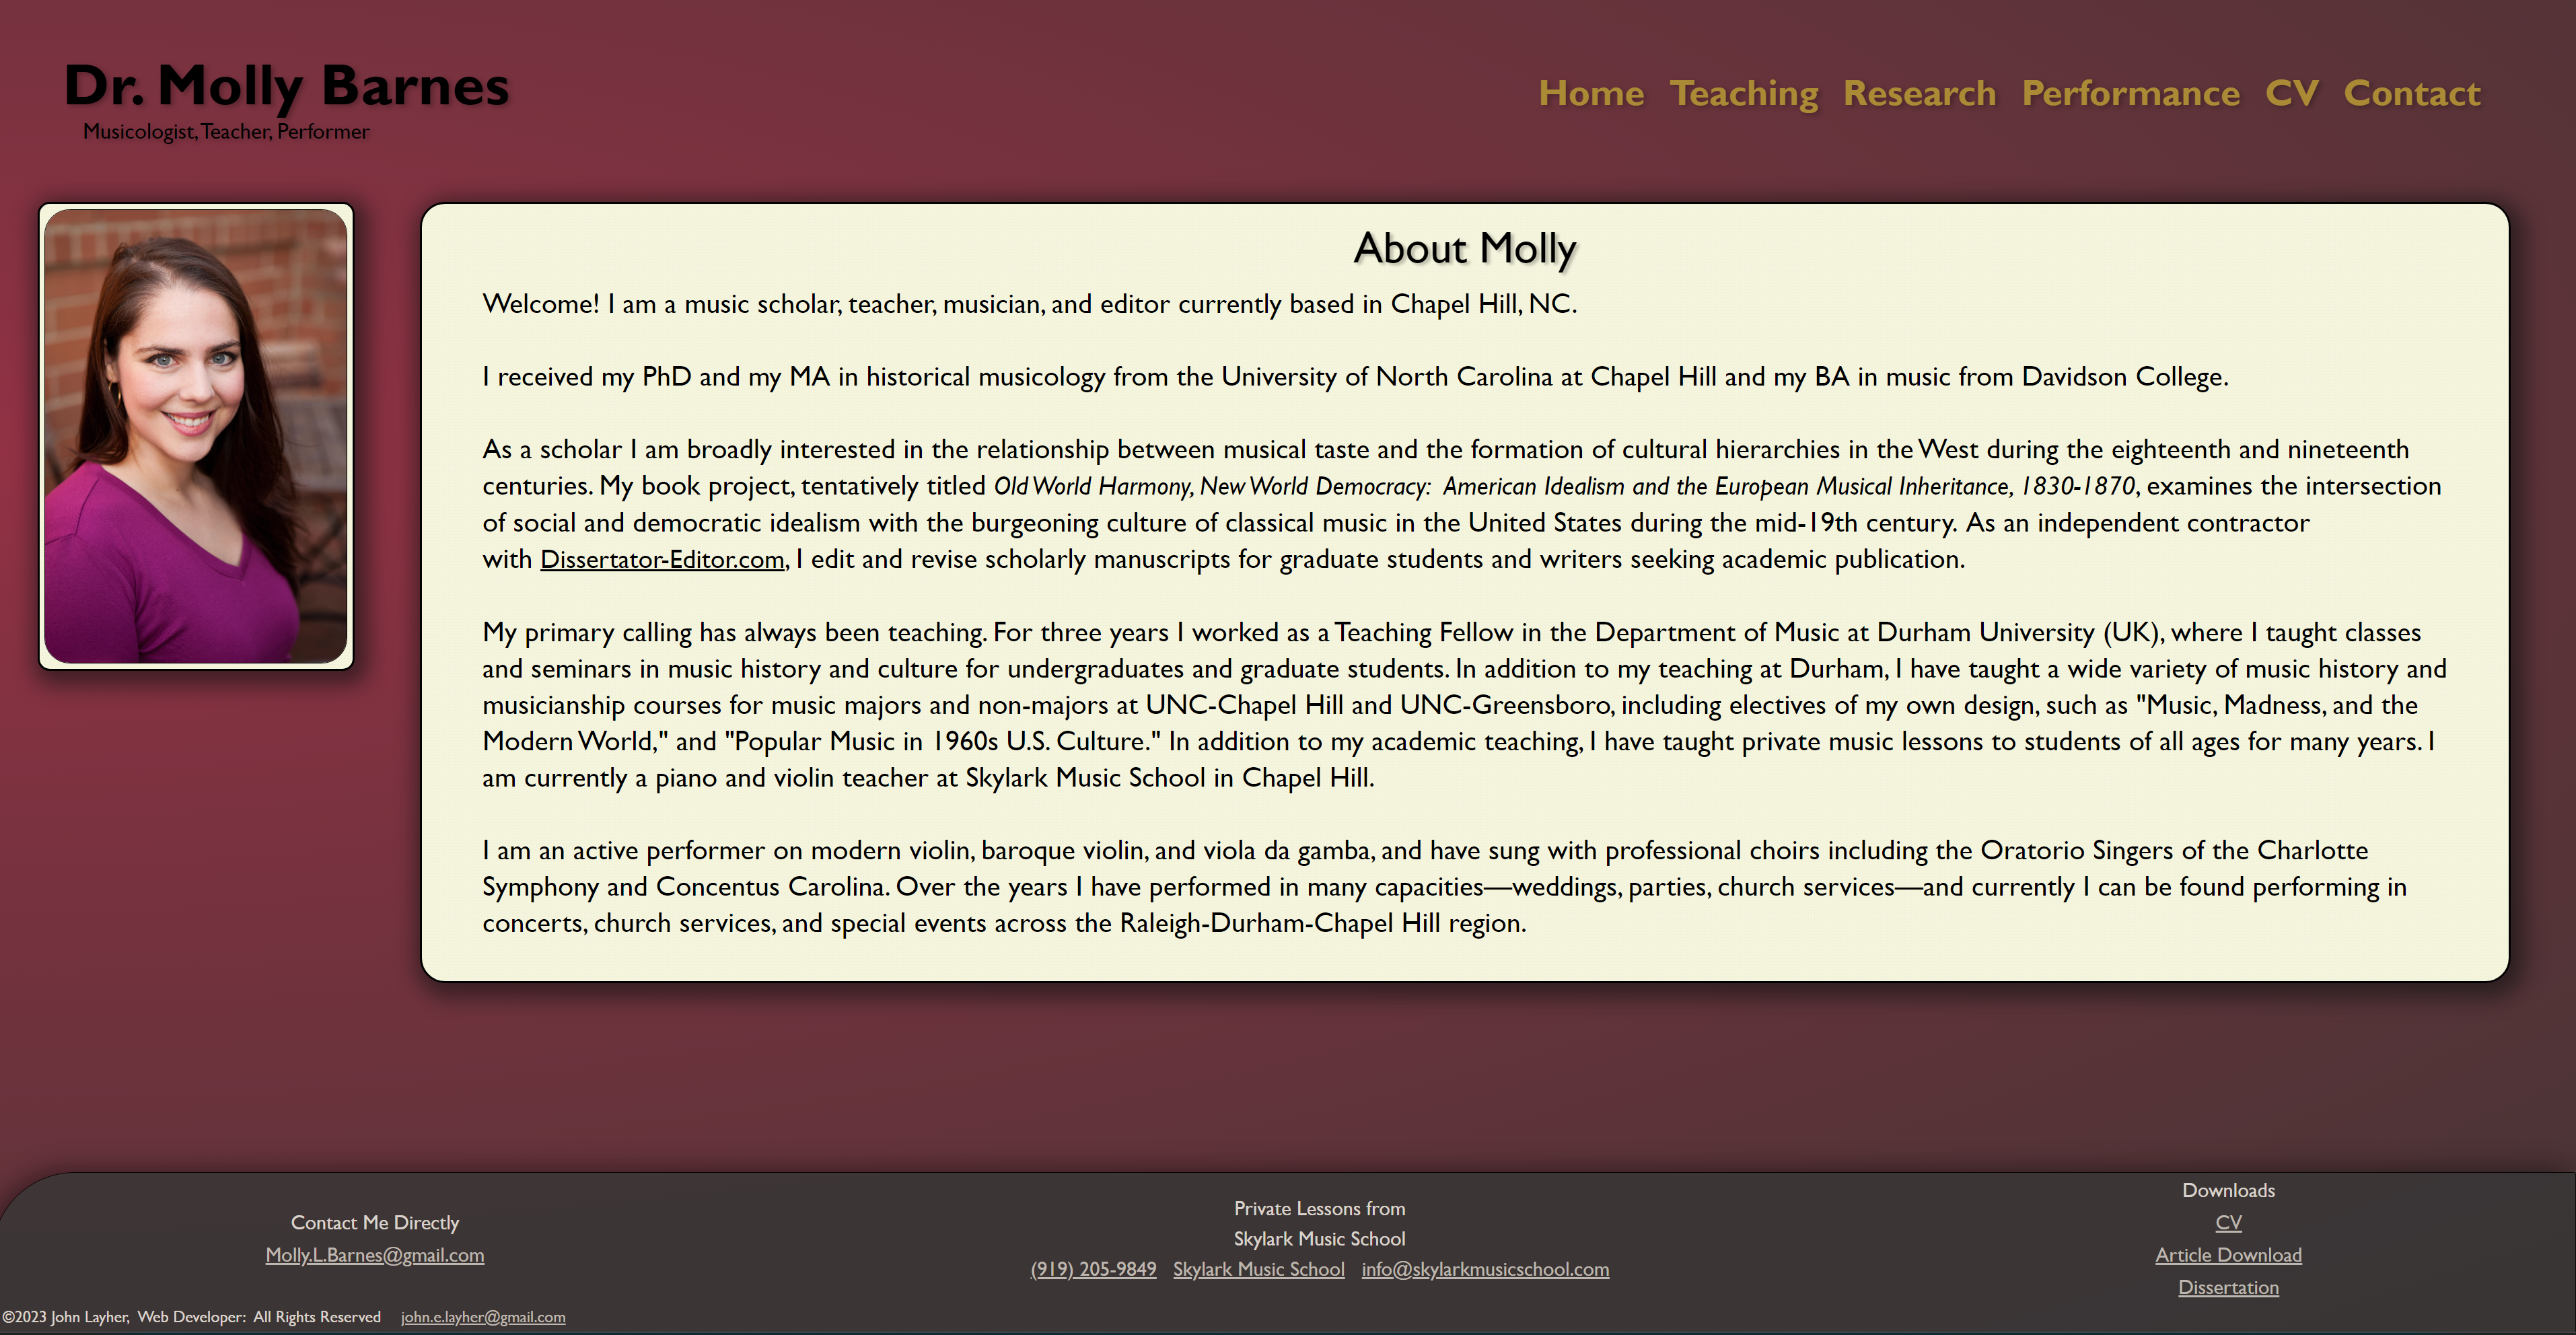 Dr. Molly Barnes
Musicologist, Teacher, Performer
Home Teaching Research Performance CV Contact
About Molly
Welcome! I am a music scholar, teacher, musician, and editor currently based in Chapel Hill, NC.
I received my PhD and my MA in historical musicology from the University of North Carolina at Chapel Hill and my BA in music from Davidson College.
As a scholar I am broadly interested in the relationship between musical taste and the formation of cultural hierarchies in the West during the eighteenth and nineteenth
centuries. My book project, tentatively titled Old World Harmony, New World Democracy: American Idealism and the European Musical Inheritance, 1830-1870, examines the intersection
of social and democratic idealism with the burgeoning culture of classical music in the United States during the mid-19th century. As an independent contractor
with Dissertator-Editor.com, I edit and revise scholarly manuscripts for graduate students and writers seeking academic publication.
My primary calling has always been teaching. For three years I worked as a Teaching Fellow in the Department of Music at Durham University (UK), where I taught classes
and seminars in music history and culture for undergraduates and graduate students. In addition to my teaching at Durham, I have taught a wide variety of music history and
musicianship courses for music majors and non-majors at UNC-Chapel Hill and UNC-Greensboro, including electives of my own design, such as "Music, Madness, and the
Modern World," and "Popular Music in 1960s U.S. Culture." In addition to my academic teaching, I have taught private music lessons to students of all ages for many years. I
am currently a piano and violin teacher at Skylark Music School in Chapel Hill.
I am an active performer on modern violin, baroque violin, and viola da gamba, and have sung with professional choirs including the Oratorio Singers of the Charlotte
Symphony and Concentus Carolina. Over the years I have performed in many capacities—weddings, parties, church services—and currently I can be found performing in
concerts, church services, and special events across the Raleigh-Durham-Chapel Hill region.
Contact Me Directly
Molly.L.Barnes@gmail.com
Private Lessons from
Skylark Music School
(919) 205-9849 Skylark Music School info@skylarkmusicschool.com
Downloads
CV
Article Download
Dissertation
©2023 John Layher, Web Developer: All Rights Reserved john.e.layher@gmail.com